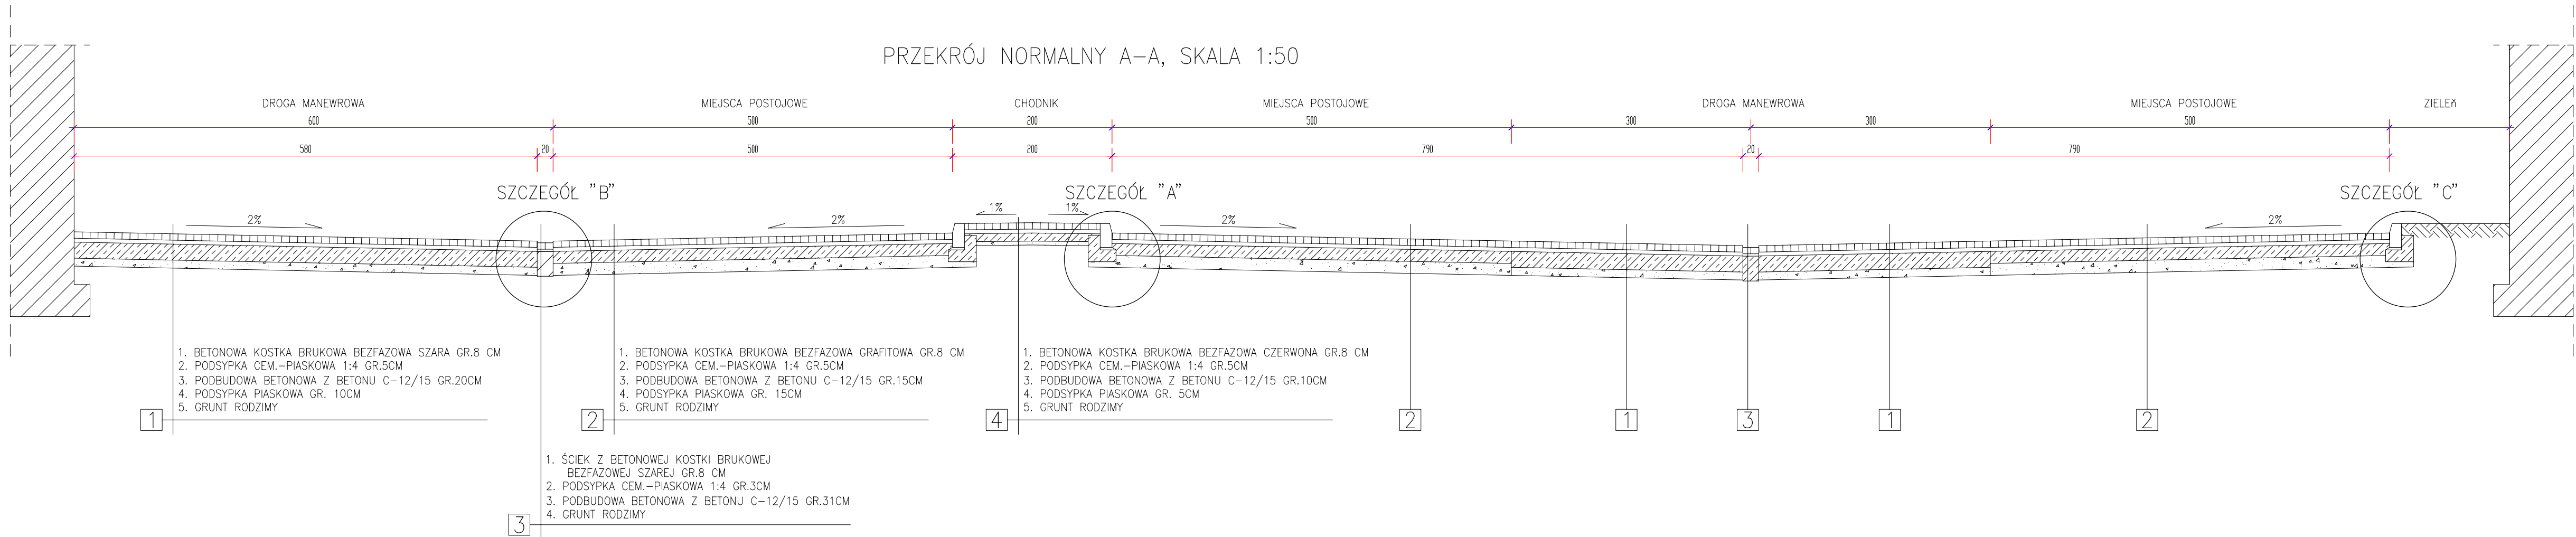 PRZEKRÓJ NORMALNY A-A, SKALA 1:50
DROGA MANEWROWA MIEJSCA POSTOJOWE CHODNIK MIEJSCA POSTOJOWE DROGA MANEWROWA MIEJSCA POSTOJOWE ZIELEń
600 500 200 500 300 300 500
580 20 500 200 790 20 790
SZCZEGÓŁ "B" SZCZEGÓŁ "A" SZCZEGÓŁ "C"
2% 2% 1% 1% 2% 2%
1. BETONOWA KOSTKA BRUKOWA BEZFAZOWA SZARA GR.8 CM
2. PODSYPKA CEM.-PIASKOWA 1:4 GR.5CM
3. PODBUDOWA BETONOWA Z BETONU C-12/15 GR.20CM
4. PODSYPKA PIASKOWA GR. 10CM
5. GRUNT RODZIMY
1
1. BETONOWA KOSTKA BRUKOWA BEZFAZOWA GRAFITOWA GR.8 CM
2. PODSYPKA CEM.-PIASKOWA 1:4 GR.5CM
3. PODBUDOWA BETONOWA Z BETONU C-12/15 GR.15CM
4. PODSYPKA PIASKOWA GR. 15CM
5. GRUNT RODZIMY
2
1. BETONOWA KOSTKA BRUKOWA BEZFAZOWA CZERWONA GR.8 CM
2. PODSYPKA CEM.-PIASKOWA 1:4 GR.5CM
3. PODBUDOWA BETONOWA Z BETONU C-12/15 GR.10CM
4. PODSYPKA PIASKOWA GR. 5CM
5. GRUNT RODZIMY
4
2 1 3 1 2
1. ŚCIEK Z BETONOWEJ KOSTKI BRUKOWEJ
BEZFAZOWEJ SZAREJ GR.8 CM
2. PODSYPKA CEM.-PIASKOWA 1:4 GR.3CM
3. PODBUDOWA BETONOWA Z BETONU C-12/15 GR.31CM
4. GRUNT RODZIMY
3